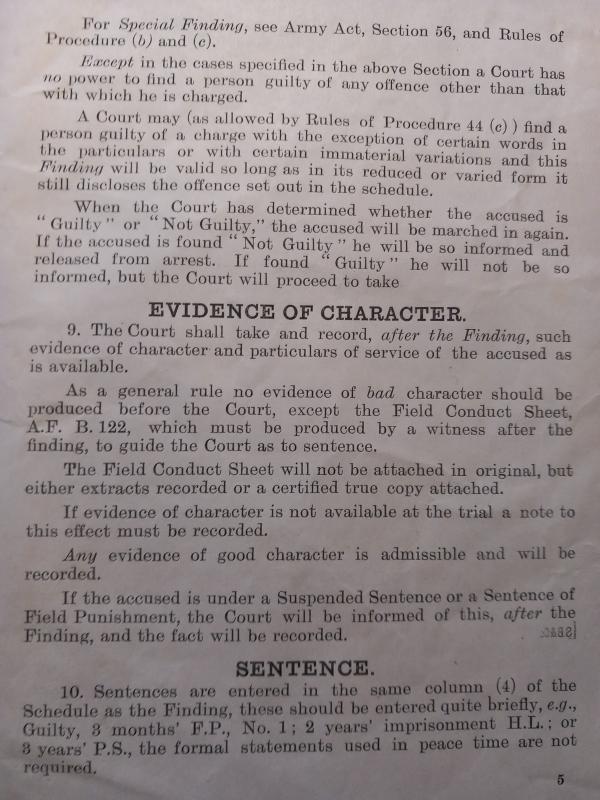 For Special Finding, see Army Act, Section 56, and Rules of
Procedure (b) and (c).
Except in the cases specified in the above Section a Court has
no power to find a person guilty of any offence other than that
with which he is charged.
A Court may (as allowed by Rules of Procedure 44 (c) ) find a
person guilty of a charge with the exception of certain words in
the particulars or with certain immaterial variations and this
Finding will be valid so long as in its reduced or varied form it
still discloses the offence set out in the schedule.
When the Court has determined whether the accused is
"Guilty" or "Not Guilty," the accused will be marched in again.
If the accused is found "Not Guilty" he will be so informed and
released from arrest. If found "Guilty" he will not be so
informed, but the Court will proceed to take
EVIDENCE OF CHARACTER.
9. The Court shall take and record, after the Finding, such
evidence of character and particulars of service of the accused as
is available.
As a general rule no evidence of bad character should be
produced before the Court, except the Field Conduct Sheet,
A.F. B. 122, which must be produced by a witness after the
finding, to guide the Court as to sentence.
The Field Conduct Sheet will not be attached in original, but
either extracts recorded or a certified true copy attached.
If evidence of character is not available at the trial a note to
this effect must be recorded.
Any evidence of good character is admissible and will be
recorded.
If the accused is under a Suspended Sentence or a Sentence of
Field Punishment, the Court will be informed of this, after the
Finding, and the fact will be recorded.
SENTENCE.
10. Sentences are entered in the same column (4) of the
Schedule as the Finding, these should be entered quite briefly, e.g.,
Guilty, 3 months' F.P., No. 1; 2 years' imprisonment H.L.; or
3 years' P.S., the formal statements used in peace time are not
required.
5